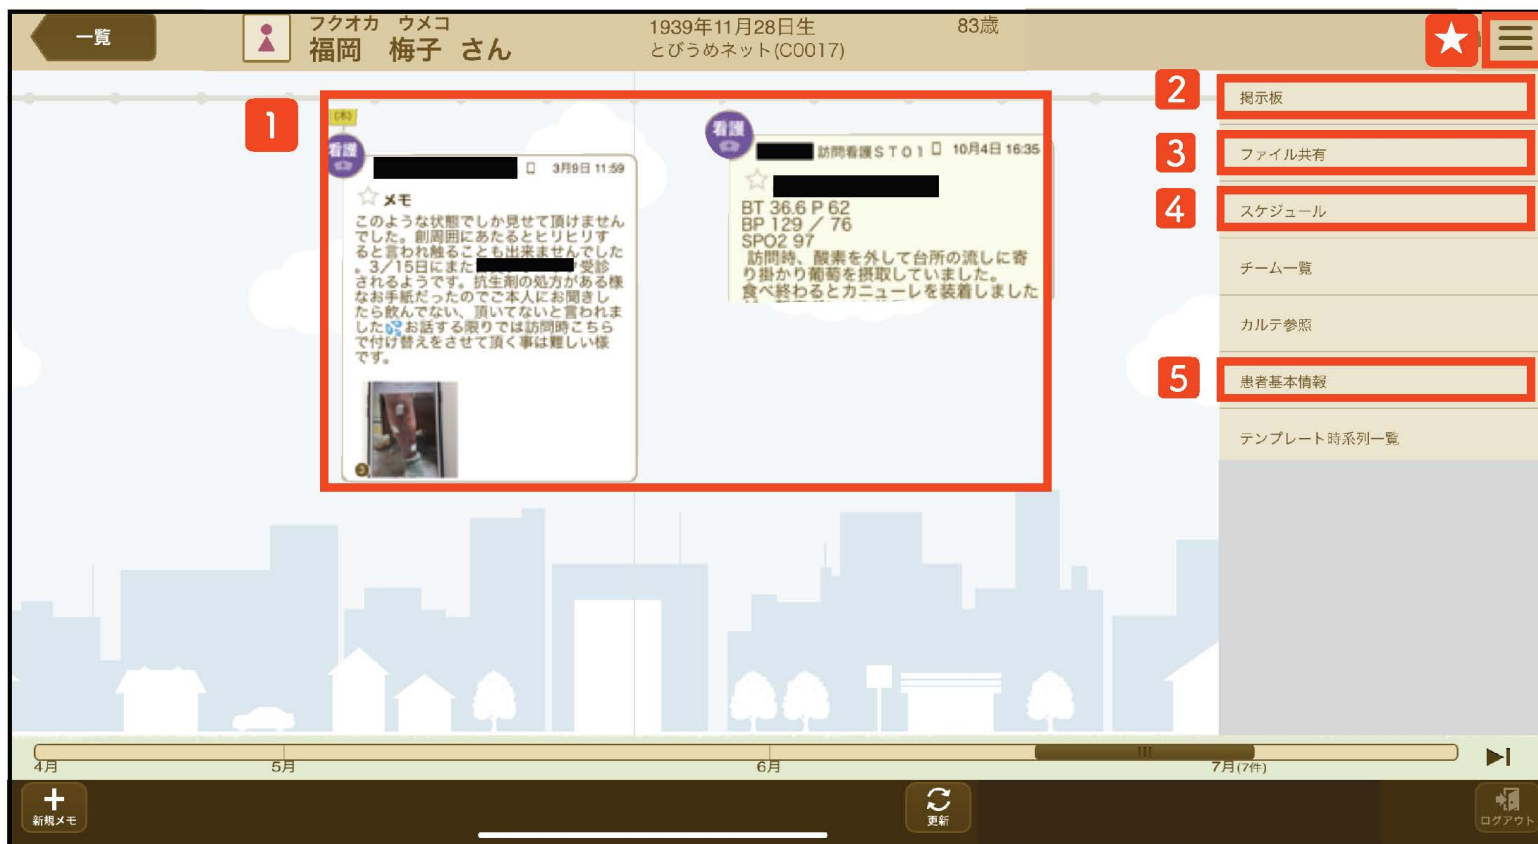 一覧
フクオカ ウメコ
福岡 梅子 さん
1939年11月28日生
83歳
とびうめネット(C0017)
★
1
(木)
看護
3月9日 11:59
☆メモ
このような状態でしか見せて頂けません
でした。創周囲にあたるとヒリヒリす
ると言われ触ることも出来ませんでした
。3/15日にまた
受診
されるようです。抗生剤の処方がある様
なお手紙だったのでご本人にお聞きし
たら飲んでない、頂いてないと言われま
した💦お話する限りでは訪問時こちら
で付け替えをさせて頂く事は難しい様
です。
3
看護
訪問看護ST01 10月4日 16:35
☆
BT 36.6 P 62
BP 129 / 76
SPO2 97
訪問時、酸素を外して台所の流しに寄
り掛かり葡萄を摂取していました。
食べ終わるとカニューレを装着しました
2
掲示板
3
ファイル共有
4
スケジュール
チーム一覧
カルテ参照
5
患者基本情報
テンプレート時系列一覧
4月
5月
6月
7月(7件)
新規メモ
更新
ログアウト